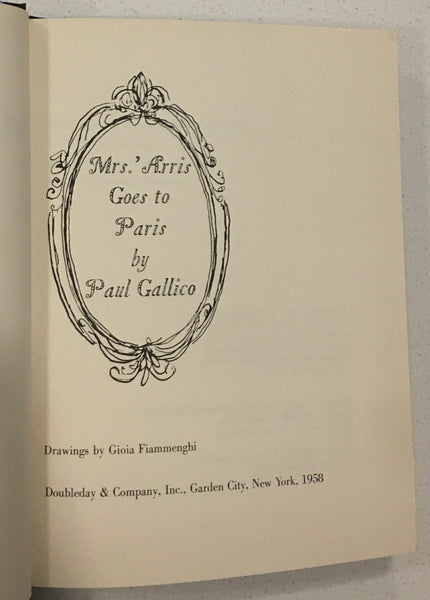 Mrs. 'Arris
Goes to
Paris
by
Paul Gallico
Drawings by Gioia Fiammenghi
Doubleday & Company, Inc., Garden City, New York, 1958